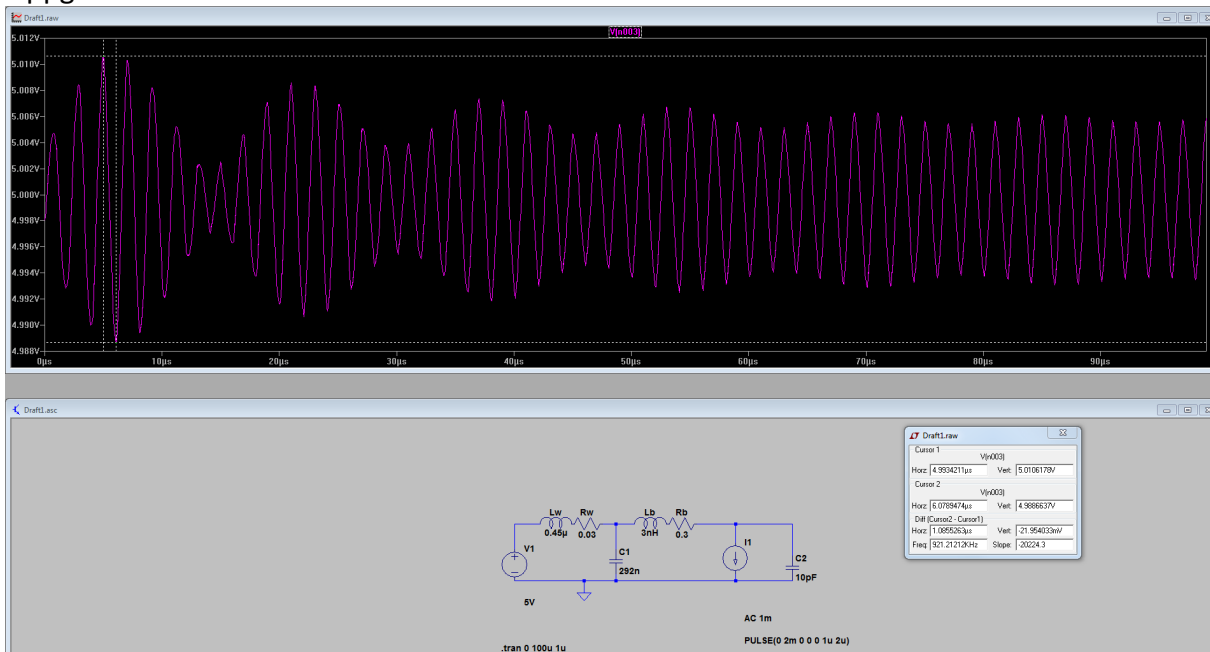 Draft1.raw
V(n003)
5.012V
5.010V
5.008V
5.006V
5.004V
5.002V
5.000V
4.998V
4.996V
4.994V
4.992V
4.990V
4.988V
0µs 10µs 20µs 30µs 40µs 50µs 60µs 70µs 80µs 90µs
Draft1.asc
Draft1.raw
Cursor 1
V(n003)
Horz: 4.9934211µs Vert: 5.0106178V
Cursor 2
V(n003)
Horz: 6.0789474µs Vert: 4.9886637V
Diff (Cursor2 - Cursor1)
Horz: 1.0855263µs Vert: -21.954033mV
Freq: 921.21212KHz Slope: -20224.3
Lw Rw Lb Rb
0.45µ 0.03 3nH 0.3
V1 C1 I1 C2
292n 10pF
5V
AC 1m
PULSE(0 2m 0 0 0 1u 2u)
.tran 0 100u 1u